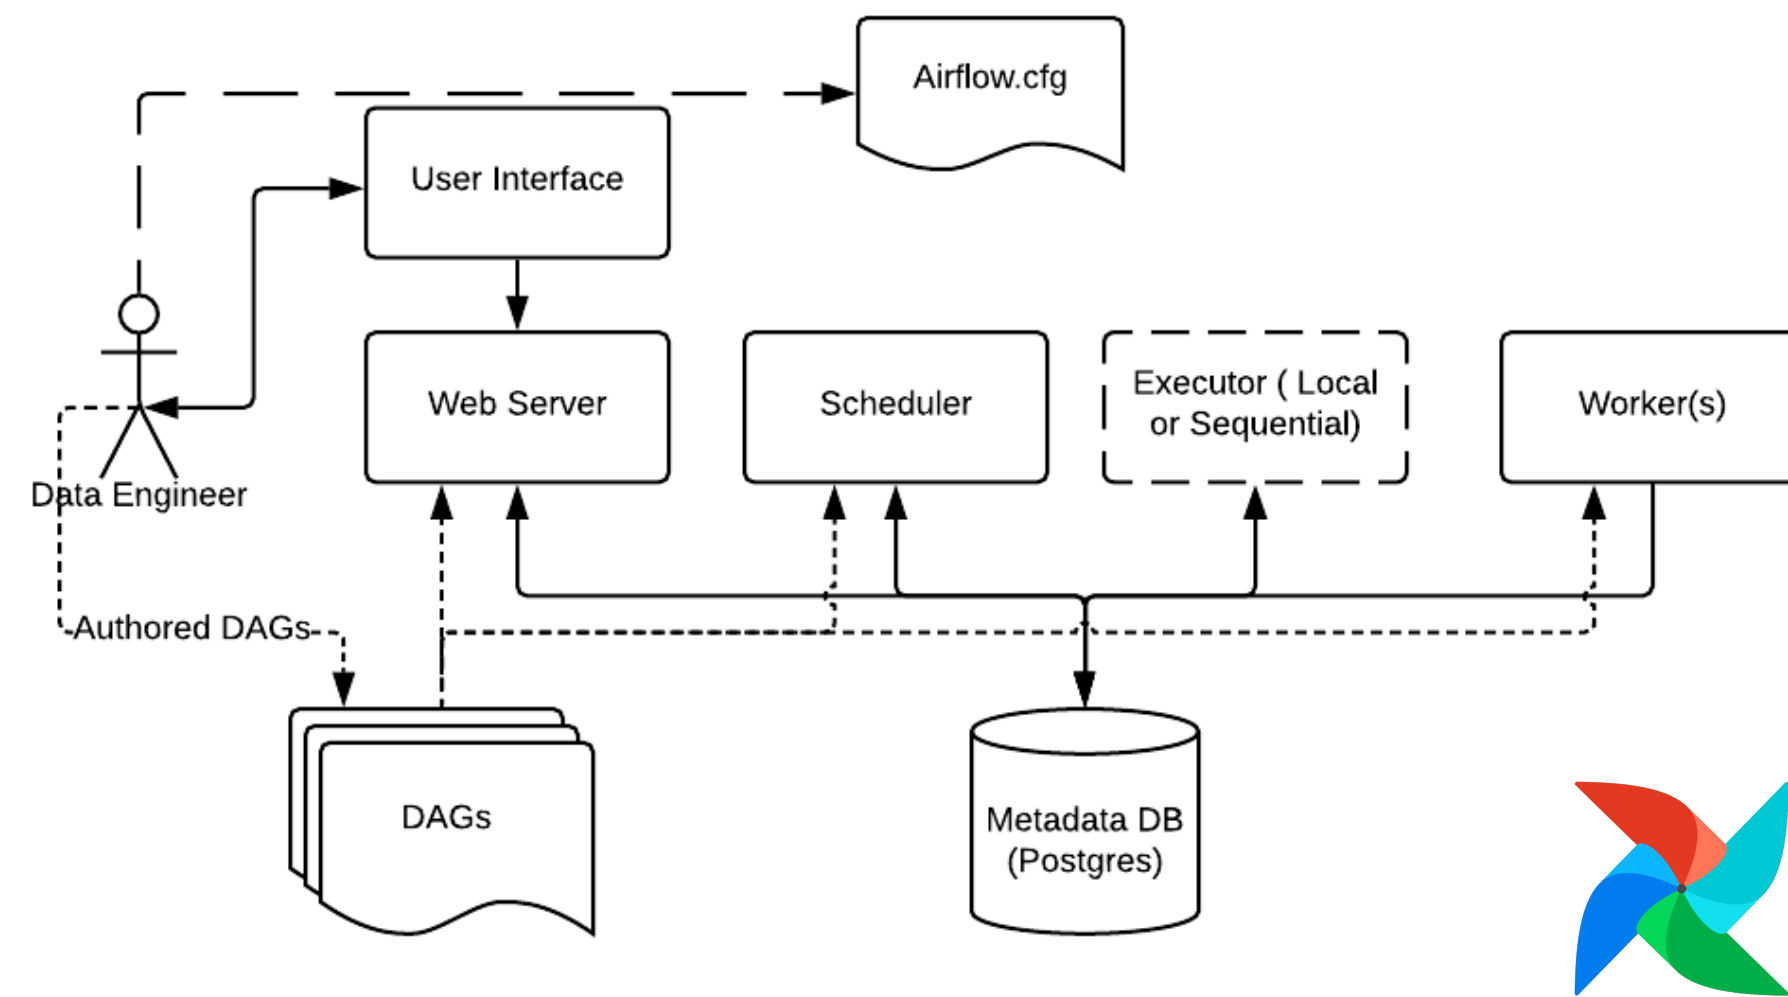 Airflow.cfg
User Interface
Web Server
Scheduler
Executor ( Local
or Sequential)
Worker(s)
Data Engineer
Authored DAGs
DAGs
Metadata DB
(Postgres)